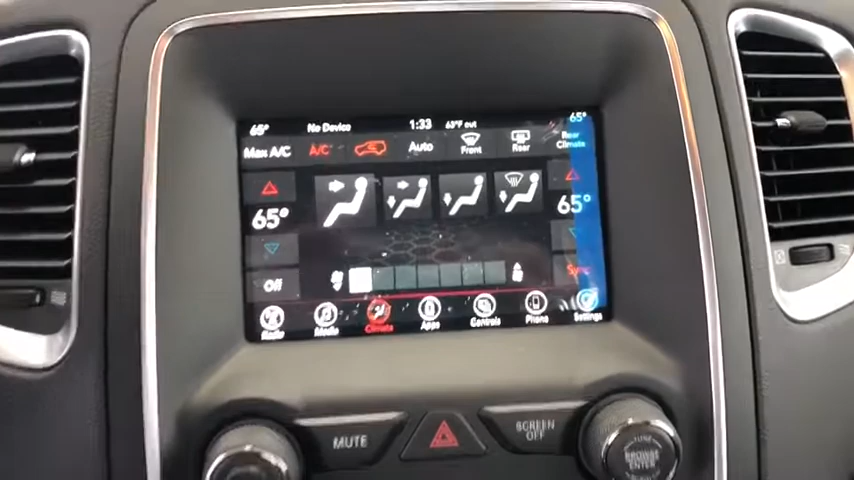 65° No Device 1:33 65°F out 65°
Max A/C A/C Auto Front Rear Rear Climate
65° 65°
Off Sync
Radio Media Climate Apps Controls Phone Settings
MUTE SCREEN OFF
TUNE
BROWSE
ENTER